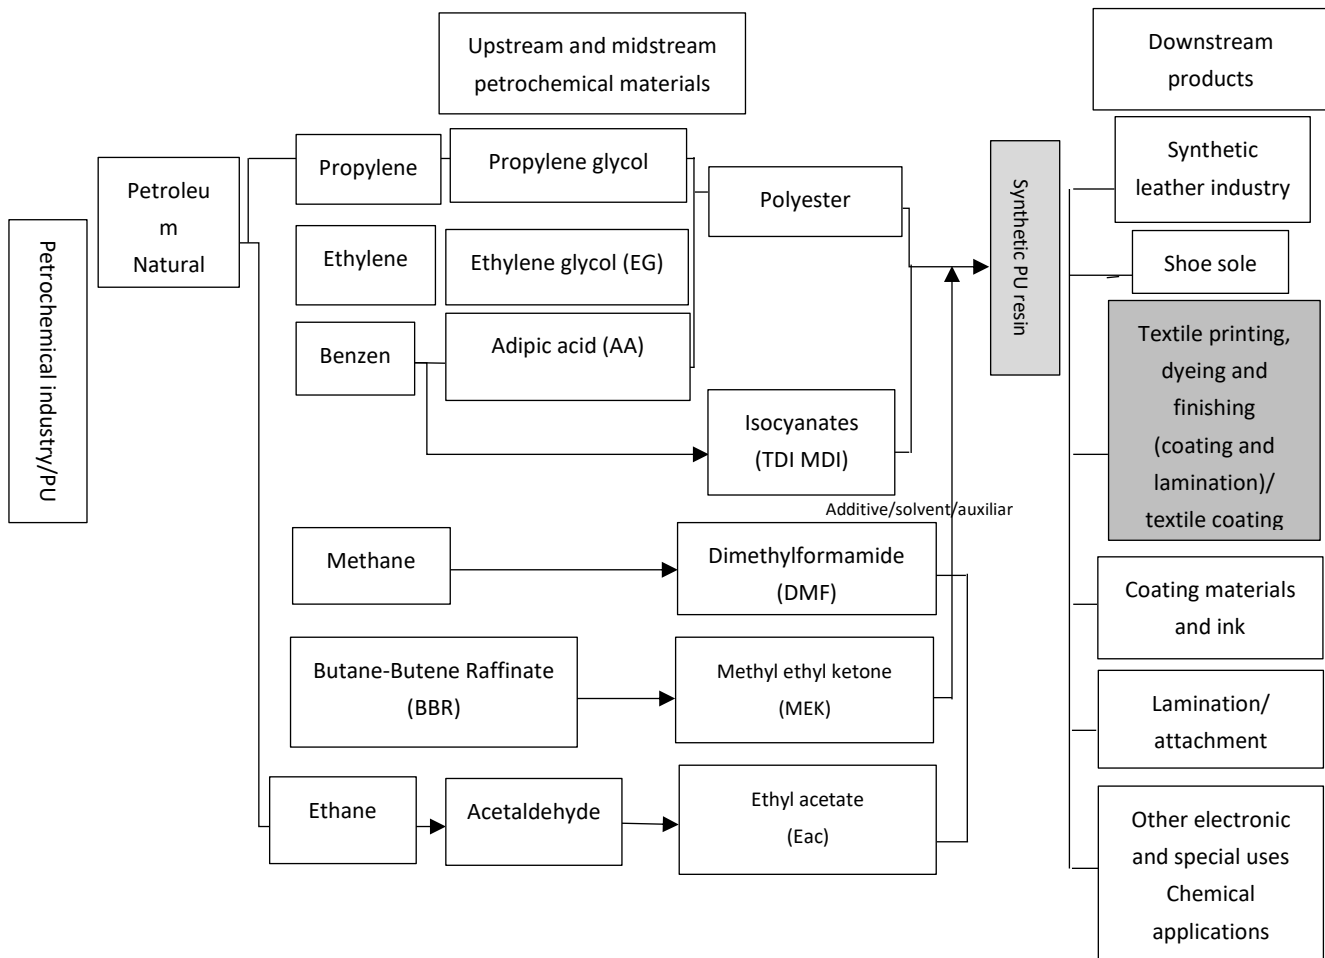 Upstream and midstream
petrochemical materials
Downstream
products
Petrochemical industry/PU
Petroleu
m
Natural
Propylene
Propylene glycol
Polyester
Ethylene
Ethylene glycol (EG)
Benzen
Adipic acid (AA)
Isocyanates
(TDI MDI)
Additive/solvent/auxiliar
Methane
Dimethylformamide
(DMF)
Butane-Butene Raffinate
(BBR)
Methyl ethyl ketone
(MEK)
Ethane
Acetaldehyde
Ethyl acetate
(Eac)
Synthetic PU resin
Synthetic
leather industry
Shoe sole
Textile printing,
dyeing and
finishing
(coating and
lamination)/
textile coating
Coating materials
and ink
Lamination/
attachment
Other electronic
and special uses
Chemical
applications